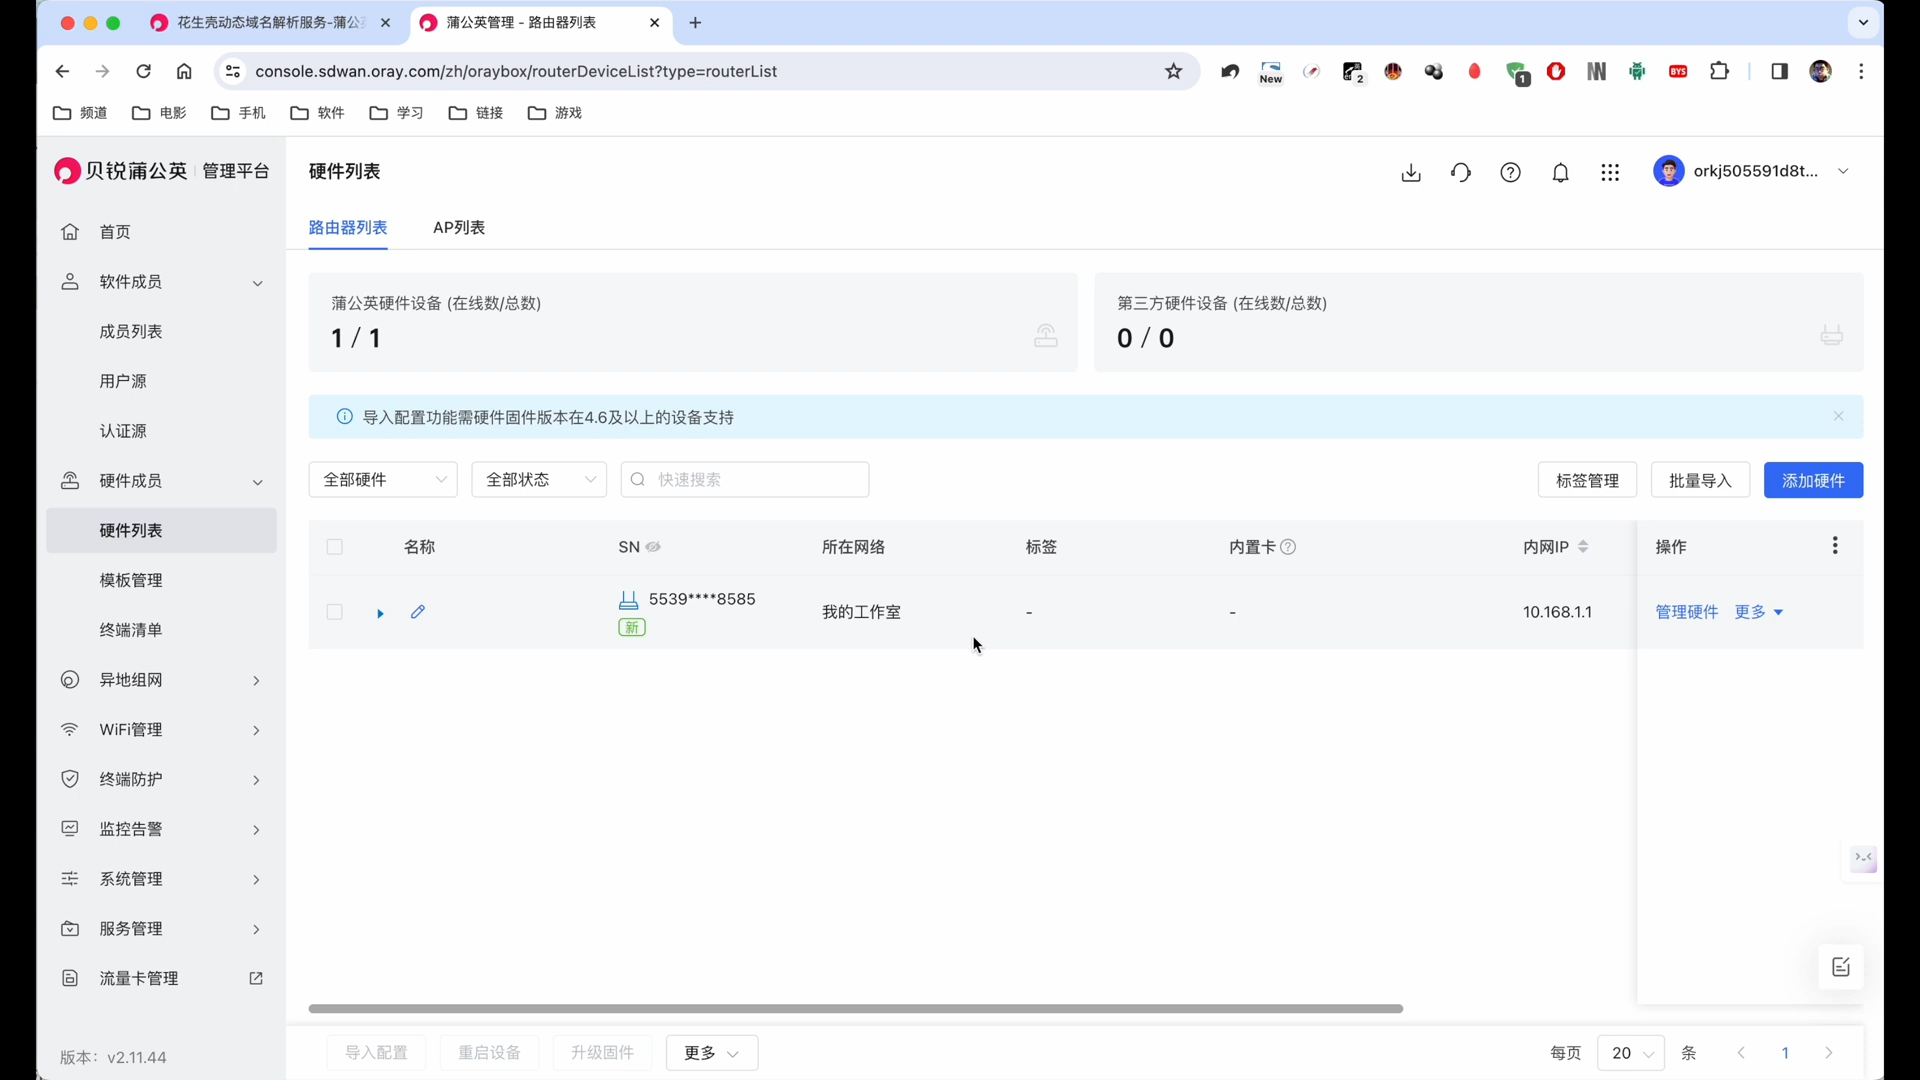 花生壳动态域名解析服务-蒲公
蒲公英管理 - 路由器列表
console.sdwan.oray.com/zh/oraybox/routerDeviceList?type=routerList
New
2
1
BYS
频道
电影
手机
软件
学习
链接
游戏
贝锐蒲公英 管理平台
硬件列表
orkj505591d8t...
首页
软件成员
成员列表
用户源
认证源
硬件成员
硬件列表
模板管理
终端清单
异地组网
WiFi管理
终端防护
监控告警
系统管理
服务管理
流量卡管理
版本：v2.11.44
路由器列表
AP列表
蒲公英硬件设备 (在线数/总数)
1 / 1
第三方硬件设备 (在线数/总数)
0 / 0
导入配置功能需硬件固件版本在4.6及以上的设备支持
全部硬件
全部状态
快速搜索
标签管理
批量导入
添加硬件
名称
SN
所在网络
标签
内置卡
内网IP
操作
5539****8585
新
我的工作室
-
-
10.168.1.1
管理硬件
更多
导入配置
重启设备
升级固件
更多
每页
20
条
1